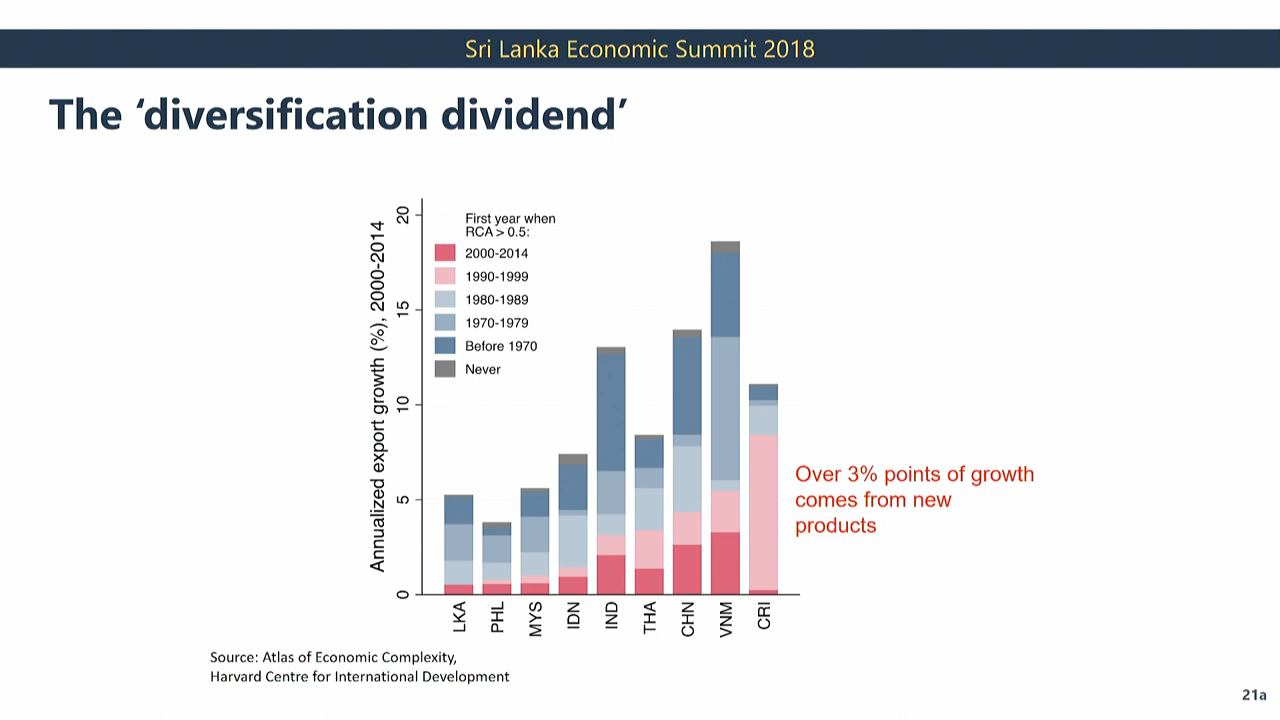 Sri Lanka Economic Summit 2018
The ‘diversification dividend’
Annualized export growth (%), 2000-2014
20
15
10
5
0
First year when
RCA > 0.5:
2000-2014
1990-1999
1980-1989
1970-1979
Before 1970
Never
LKA
PHL
MYS
IDN
IND
THA
CHN
VNM
CRI
Over 3% points of growth
comes from new
products
Source: Atlas of Economic Complexity,
Harvard Centre for International Development
21a